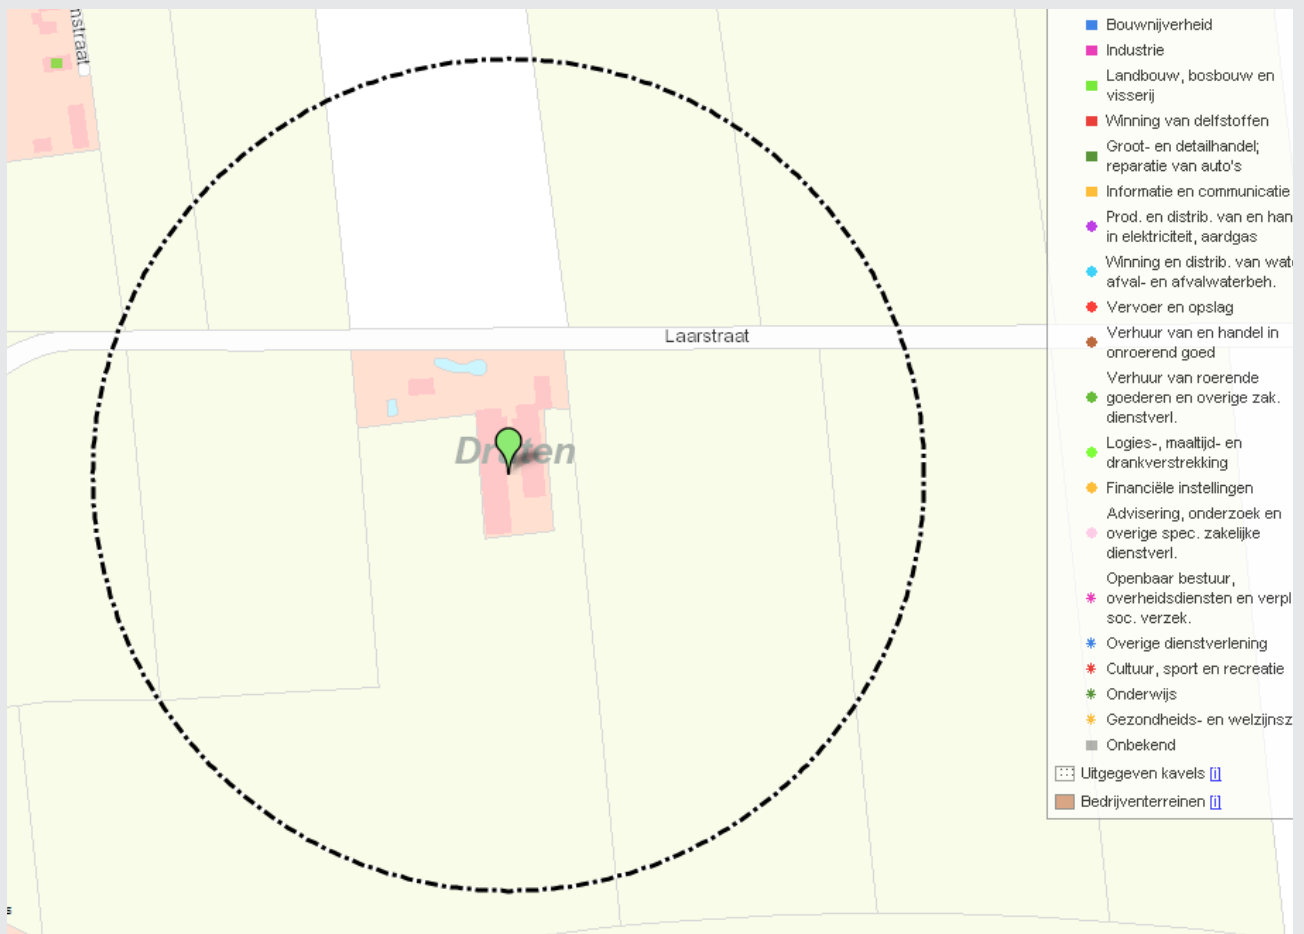 nstraat
Laarstraat
Druten
Bouwnijverheid
Industrie
Landbouw, bosbouw en
visserij
Winning van delfstoffen
Groot- en detailhandel;
reparatie van auto's
Informatie en communicatie
Prod. en distrib. van en han
in elektriciteit, aardgas
Winning en distrib. van wat
afval- en afvalwaterbeh.
Vervoer en opslag
Verhuur van en handel in
onroerend goed
Verhuur van roerende
goederen en overige zak.
dienstverl.
Logies-, maaltijd- en
drankverstrekking
Financiële instellingen
Advisering, onderzoek en
overige spec. zakelijke
dienstverl.
Openbaar bestuur,
overheidsdiensten en verpl
soc. verzek.
Overige dienstverlening
Cultuur, sport en recreatie
Onderwijs
Gezondheids- en welzijnsz
Onbekend
Uitgegeven kavels [i]
Bedrijventerreinen [i]